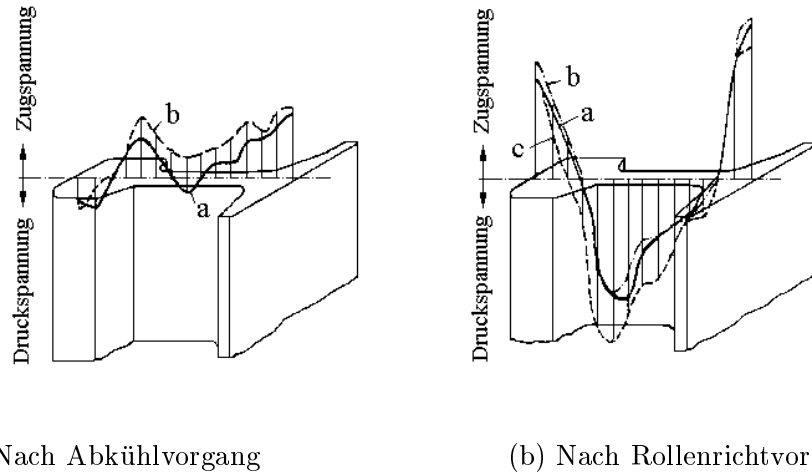 Zugspannung
Druckspannung
b
a
Zugspannung
Druckspannung
b
a
c
Nach Abkühlvorgang
(b) Nach Rollenrichtvor